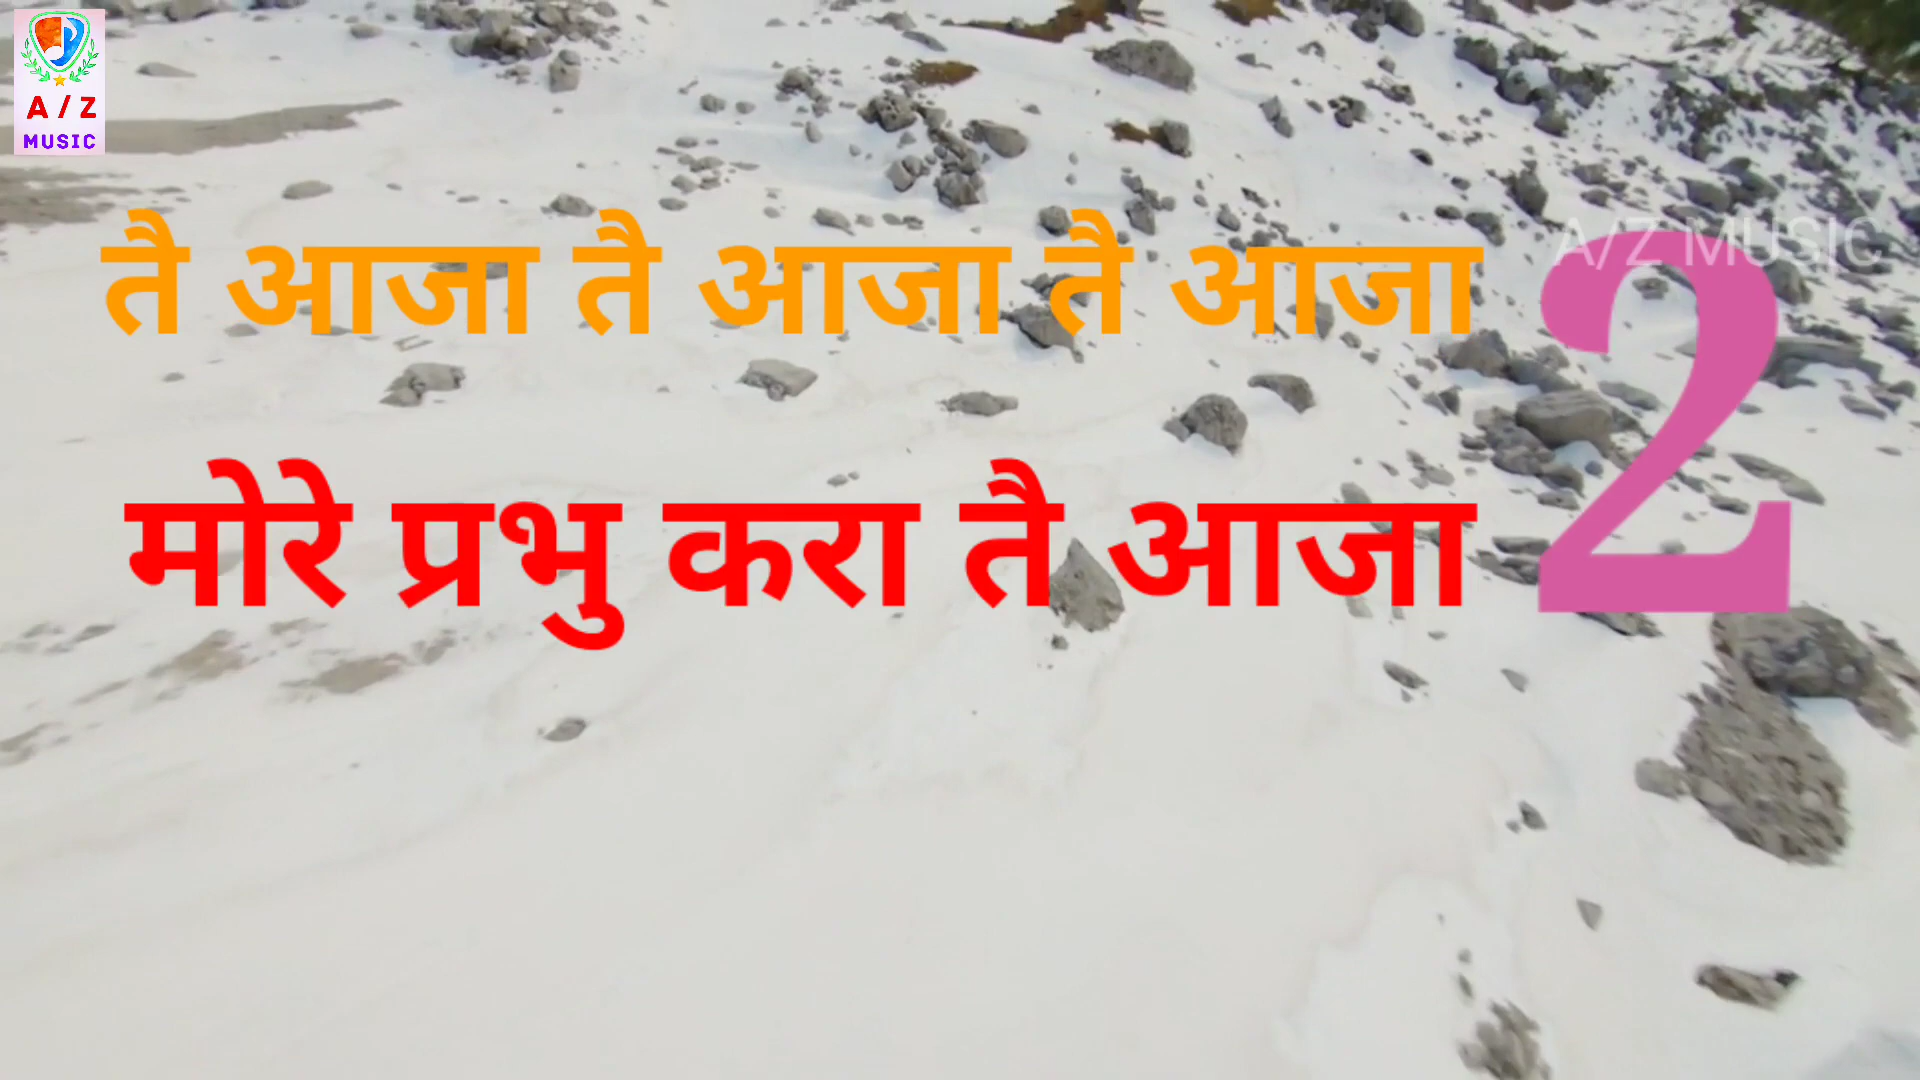 A/Z
MUSIC
तै आजा तै आजा तै आजा
A/Z MUSIC
मोरे प्रभु करा तै आजा
2